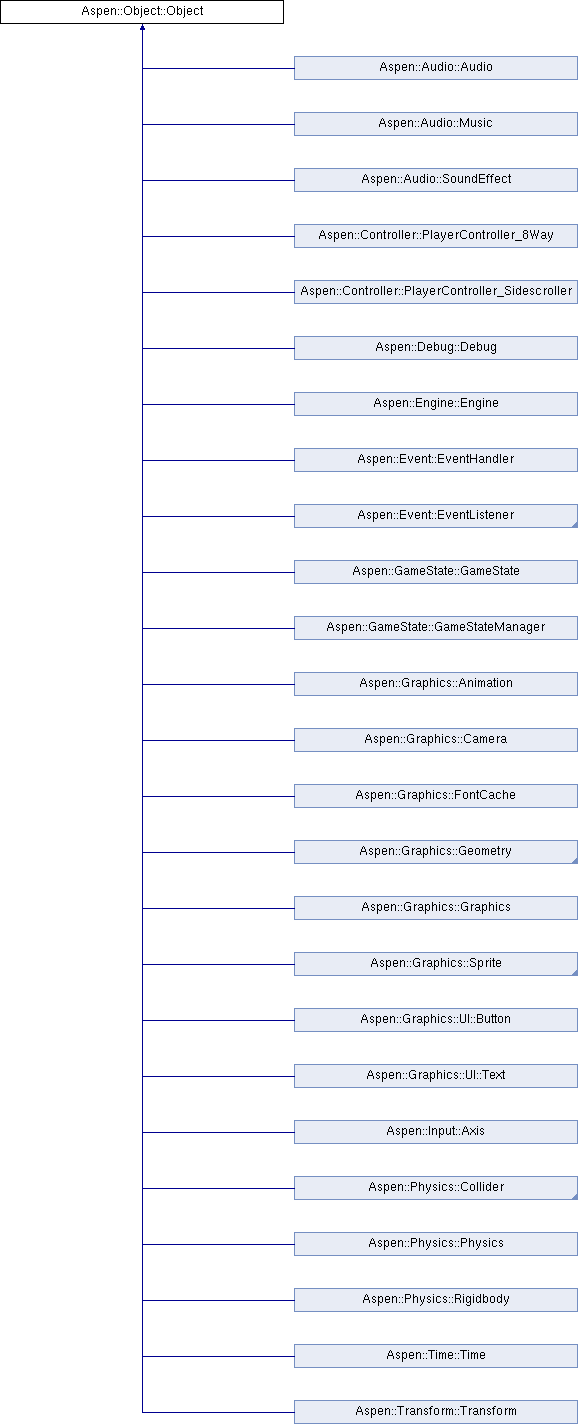 Aspen::Object::Object
Aspen::Audio::Audio
Aspen::Audio::Music
Aspen::Audio::SoundEffect
Aspen::Controller::PlayerController_8Way
Aspen::Controller::PlayerController_Sidescroller
Aspen::Debug::Debug
Aspen::Engine::Engine
Aspen::Event::EventHandler
Aspen::Event::EventListener
Aspen::GameState::GameState
Aspen::GameState::GameStateManager
Aspen::Graphics::Animation
Aspen::Graphics::Camera
Aspen::Graphics::FontCache
Aspen::Graphics::Geometry
Aspen::Graphics::Graphics
Aspen::Graphics::Sprite
Aspen::Graphics::UI::Button
Aspen::Graphics::UI::Text
Aspen::Input::Axis
Aspen::Physics::Collider
Aspen::Physics::Physics
Aspen::Physics::Rigidbody
Aspen::Time::Time
Aspen::Transform::Transform